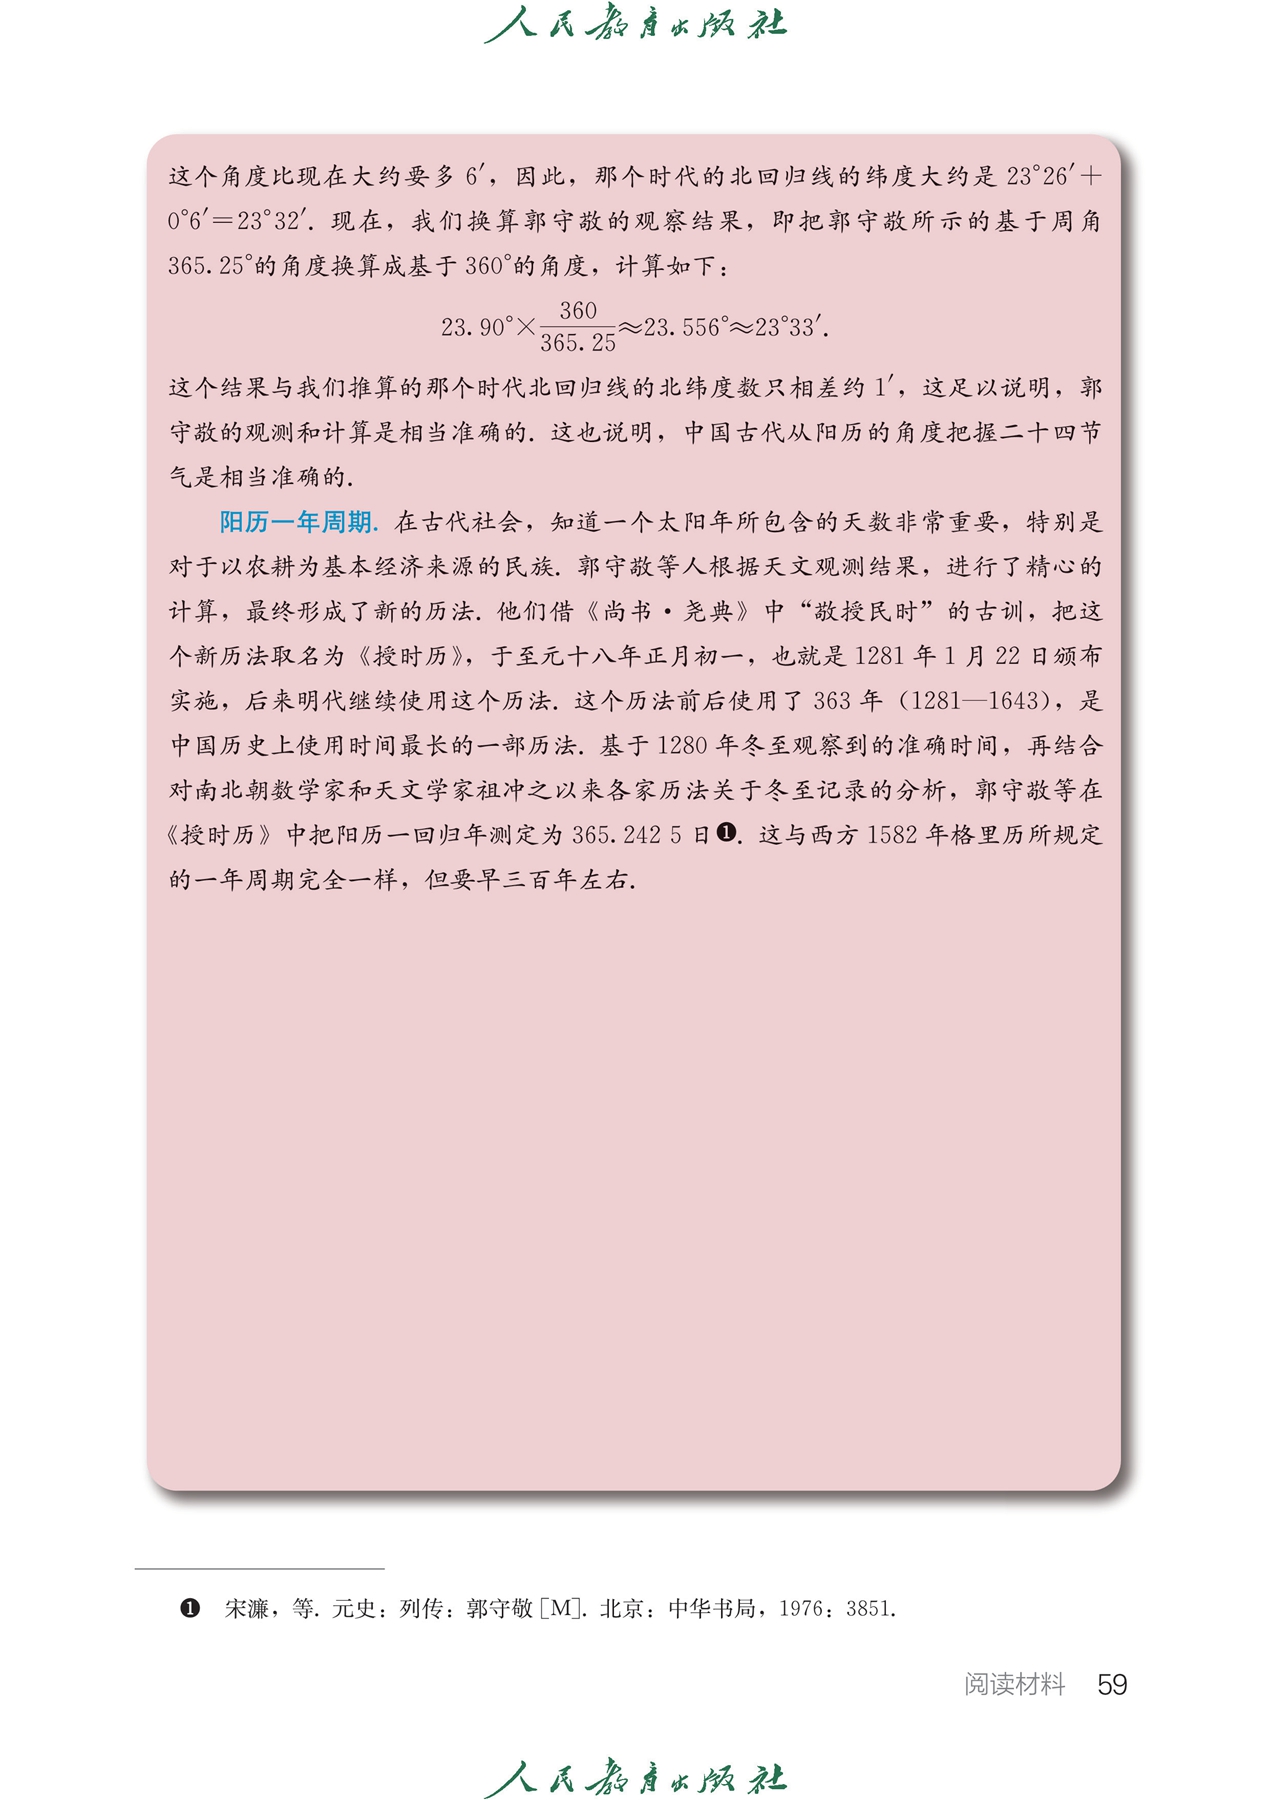 人民教育出版社
这个角度比现在大约要多 6′，因此，那个时代的北回归线的纬度大约是 23°26′＋
0°6′＝23°32′. 现在，我们换算郭守敬的观察结果，即把郭守敬所示的基于周角
365.25°的角度换算成基于 360°的角度，计算如下：
23.90°×360/365.25≈23.556°≈23°33′.
这个结果与我们推算的那个时代北回归线的北纬度数只相差约 1′，这足以说明，郭
守敬的观测和计算是相当准确的. 这也说明，中国古代从阳历的角度把握二十四节
气是相当准确的.
阳历一年周期. 在古代社会，知道一个太阳年所包含的天数非常重要，特别是
对于以农耕为基本经济来源的民族. 郭守敬等人根据天文观测结果，进行了精心的
计算，最终形成了新的历法. 他们借《尚书·尧典》中“敬授民时”的古训，把这
个新历法取名为《授时历》，于至元十八年正月初一，也就是 1281 年 1 月 22 日颁布
实施，后来明代继续使用这个历法. 这个历法前后使用了 363 年（1281—1643），是
中国历史上使用时间最长的一部历法. 基于 1280 年冬至观察到的准确时间，再结合
对南北朝数学家和天文学家祖冲之以来各家历法关于冬至记录的分析，郭守敬等在
《授时历》中把阳历一回归年测定为 365.242 5 日❶. 这与西方 1582 年格里历所规定
的一年周期完全一样，但要早三百年左右.
❶ 宋濂，等. 元史：列传：郭守敬［M］. 北京：中华书局，1976：3851.
阅读材料 59
人民教育出版社